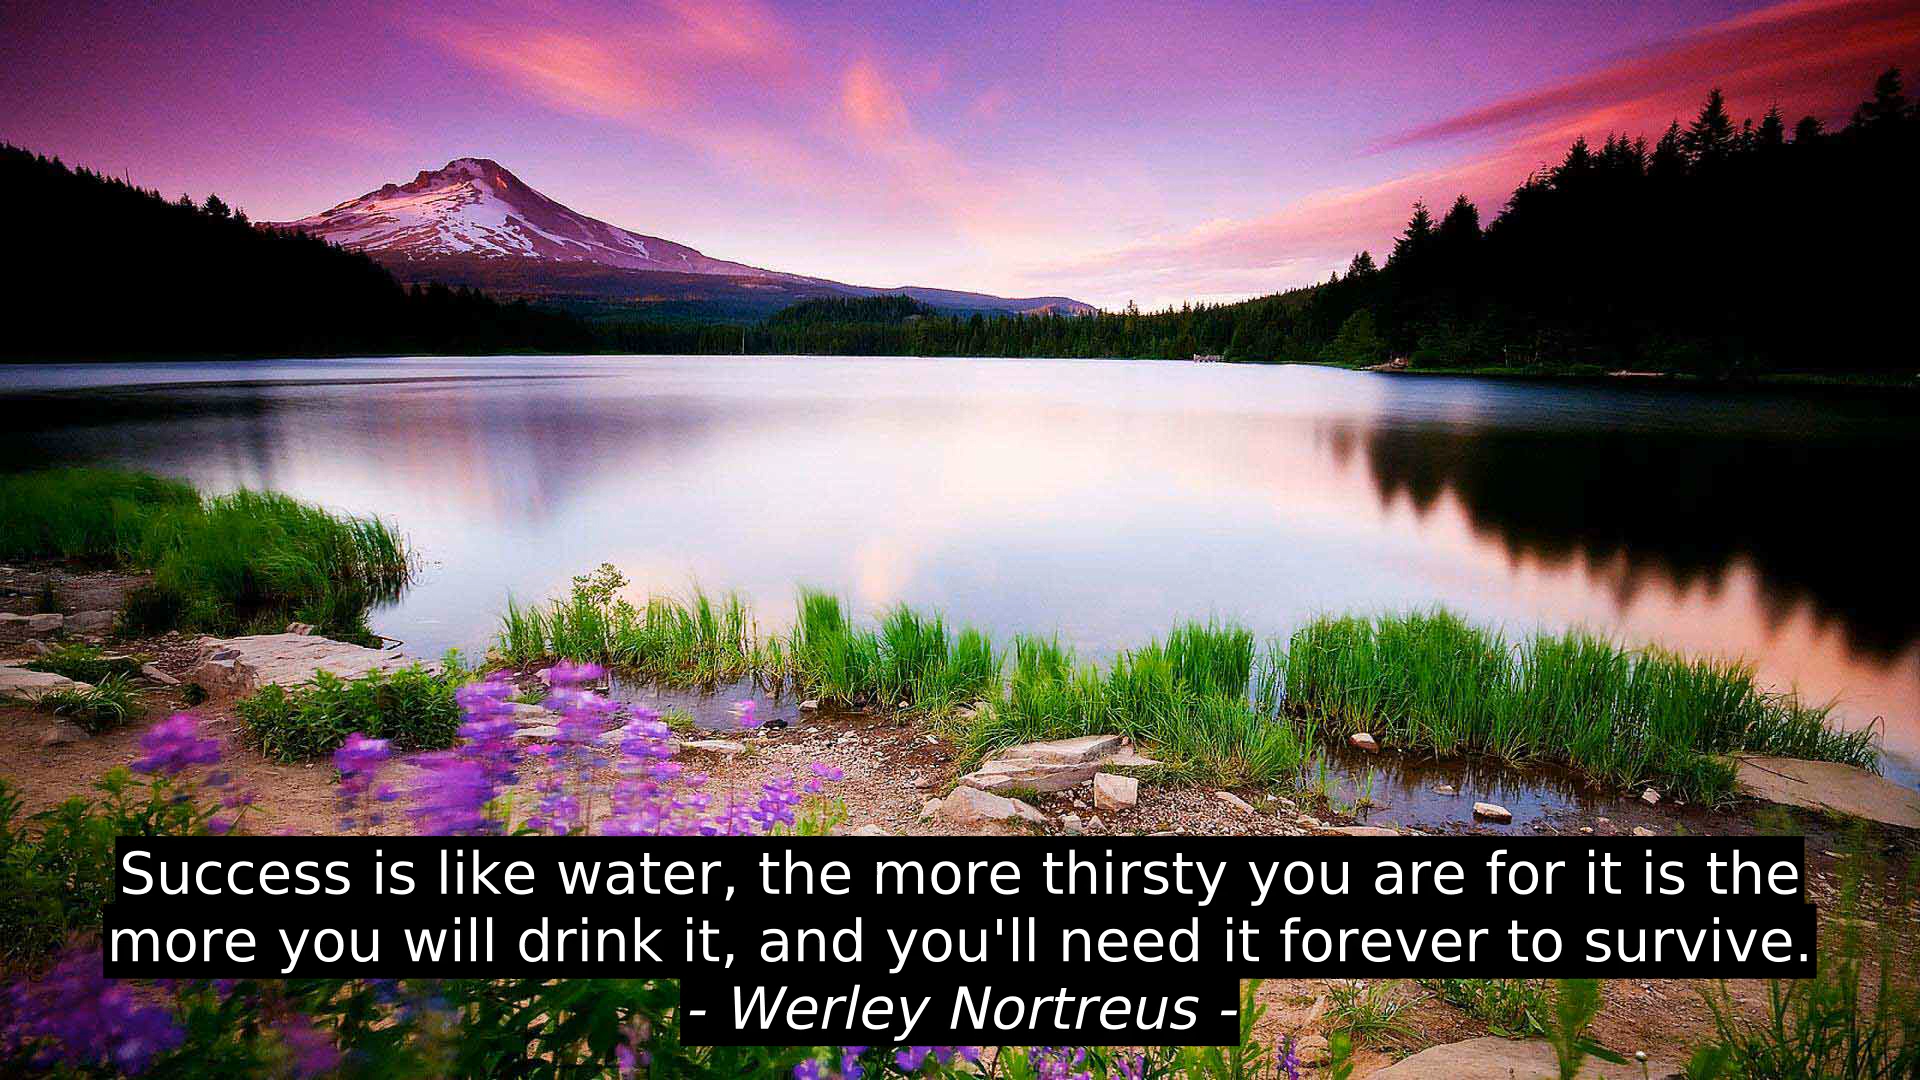 Success is like water, the more thirsty you are for it is the
more you will drink it, and you'll need it forever to survive.
- Werley Nortreus -